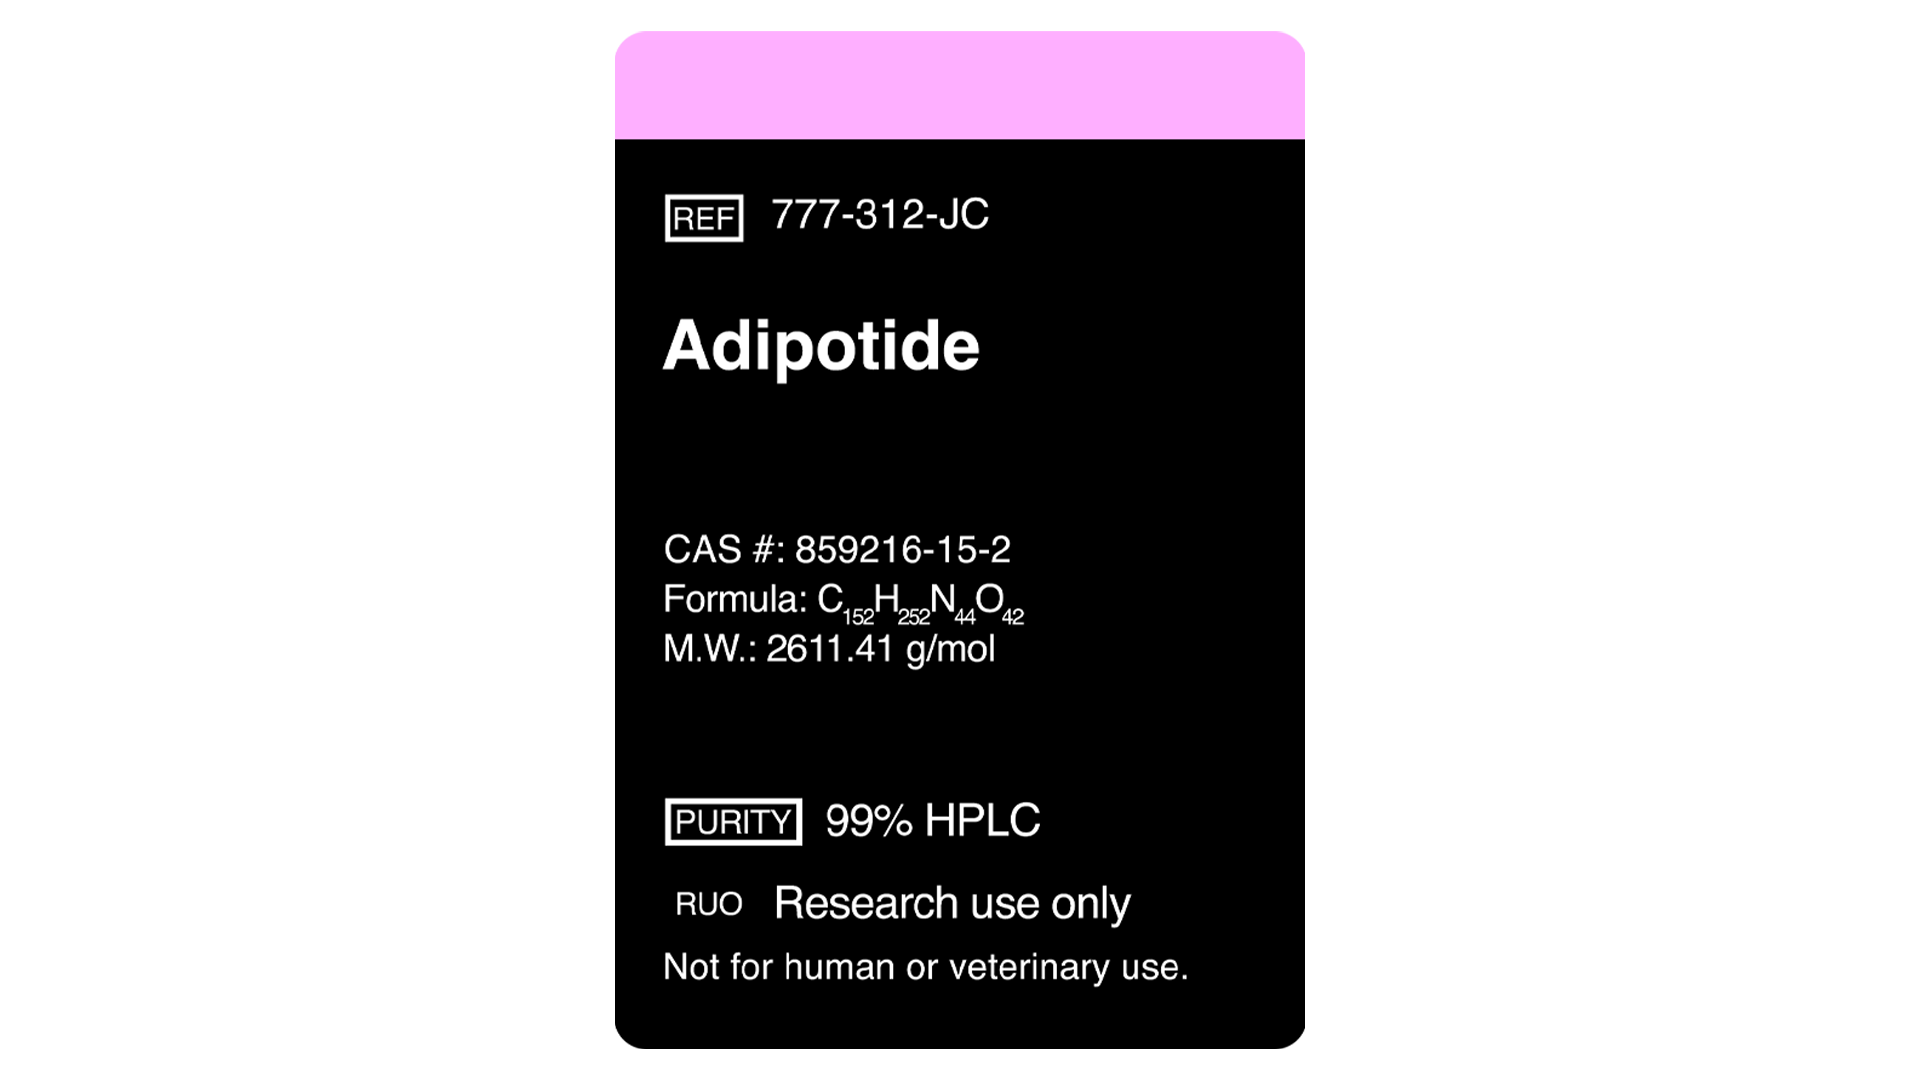 REF 777-312-JC
Adipotide
CAS #: 859216-15-2
Formula: C₁₅₂H₂₅₂N₄₄O₄₂
M.W.: 2611.41 g/mol
PURITY 99% HPLC
RUO Research use only
Not for human or veterinary use.